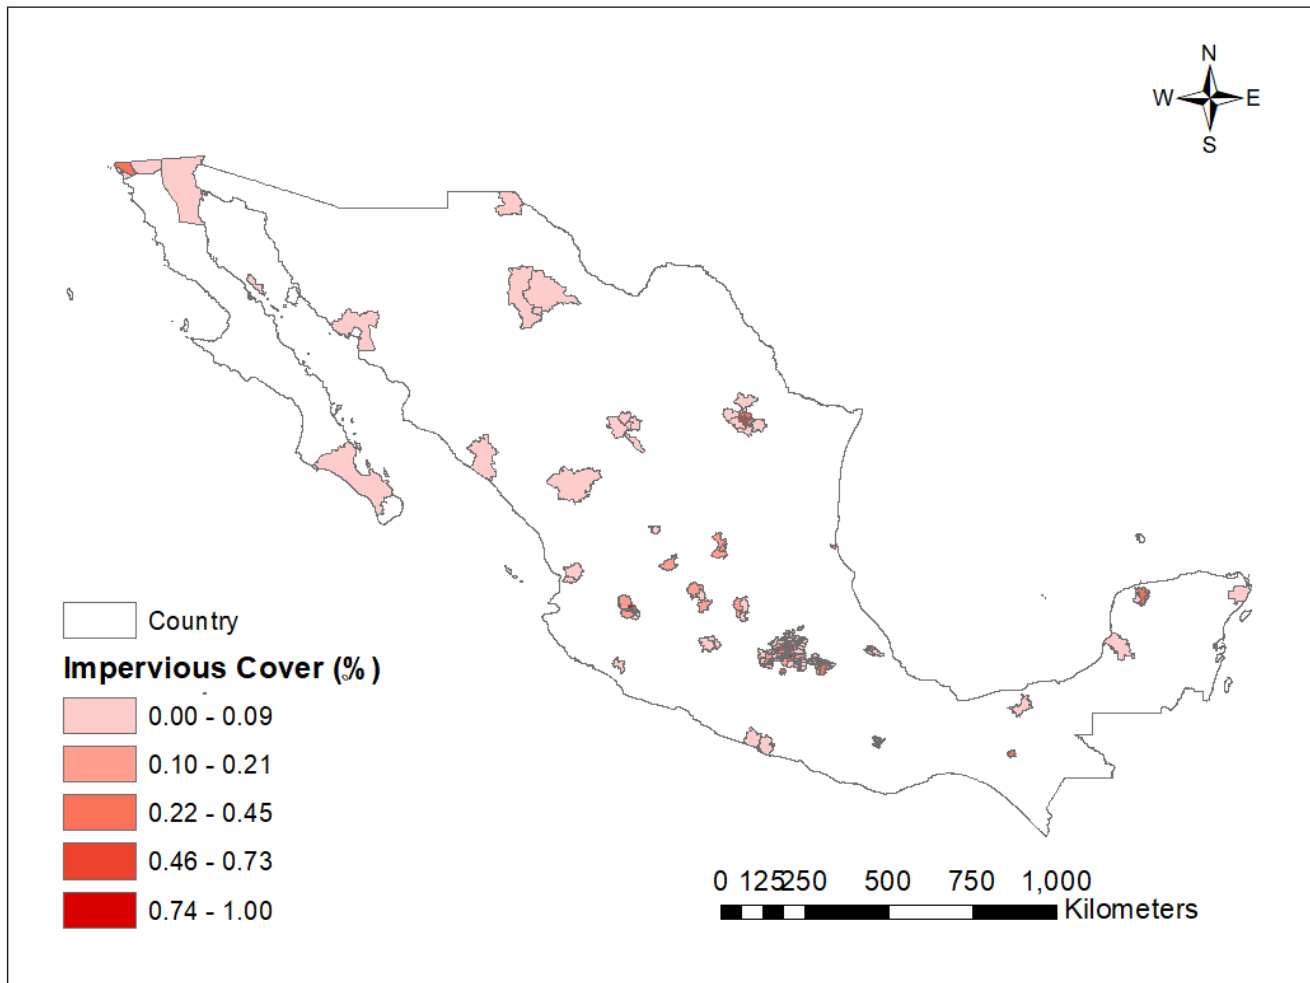 N
W E
S
Country
Impervious Cover (%)
0.00 - 0.09
0.10 - 0.21
0.22 - 0.45
0.46 - 0.73
0.74 - 1.00
0 125250 500 750 1,000
Kilometers